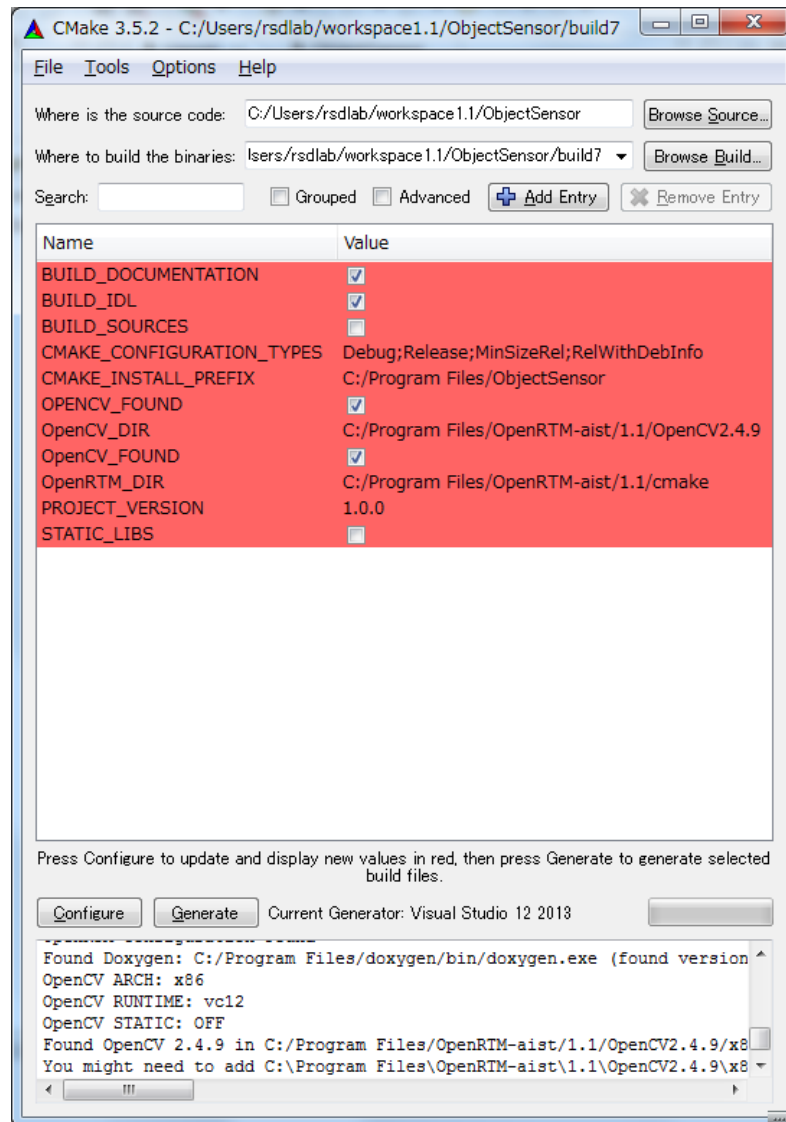 CMake 3.5.2 - C:/Users/rsdlab/workspace1.1/ObjectSensor/build7
File Tools Options Help
Where is the source code: C:/Users/rsdlab/workspace1.1/ObjectSensor Browse Source...
Where to build the binaries: lsers/rsdlab/workspace1.1/ObjectSensor/build7 Browse Build...
Search: Grouped Advanced Add Entry Remove Entry
Name Value
BUILD_DOCUMENTATION
BUILD_IDL
BUILD_SOURCES
CMAKE_CONFIGURATION_TYPES Debug;Release;MinSizeRel;RelWithDebInfo
CMAKE_INSTALL_PREFIX C:/Program Files/ObjectSensor
OPENCV_FOUND
OpenCV_DIR C:/Program Files/OpenRTM-aist/1.1/OpenCV2.4.9
OpenCV_FOUND
OpenRTM_DIR C:/Program Files/OpenRTM-aist/1.1/cmake
PROJECT_VERSION 1.0.0
STATIC_LIBS
Press Configure to update and display new values in red, then press Generate to generate selected
build files.
Configure Generate Current Generator: Visual Studio 12 2013
Found Doxygen: C:/Program Files/doxygen/bin/doxygen.exe (found version
OpenCV ARCH: x86
OpenCV RUNTIME: vc12
OpenCV STATIC: OFF
Found OpenCV 2.4.9 in C:/Program Files/OpenRTM-aist/1.1/OpenCV2.4.9/x8
You might need to add C:\Program Files\OpenRTM-aist\1.1\OpenCV2.4.9\x8